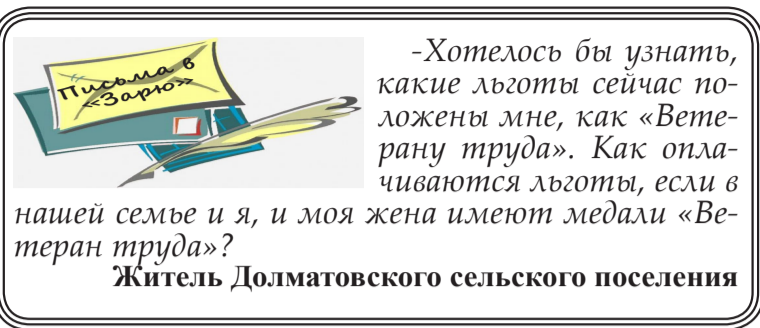 Письма в
«Зарю»
-Хотелось бы узнать,
какие льготы сейчас по-
ложены мне, как «Вете-
рану труда». Как опла-
чиваются льготы, если в
нашей семье и я, и моя жена имеют медали «Ве-
теран труда»?
Житель Долматовского сельского поселения